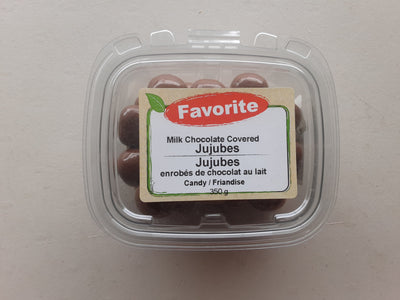 Favorite
Milk Chocolate Covered
Jujubes
Jujubes
enrobés de chocolat au lait
Candy / Friandise
350 g